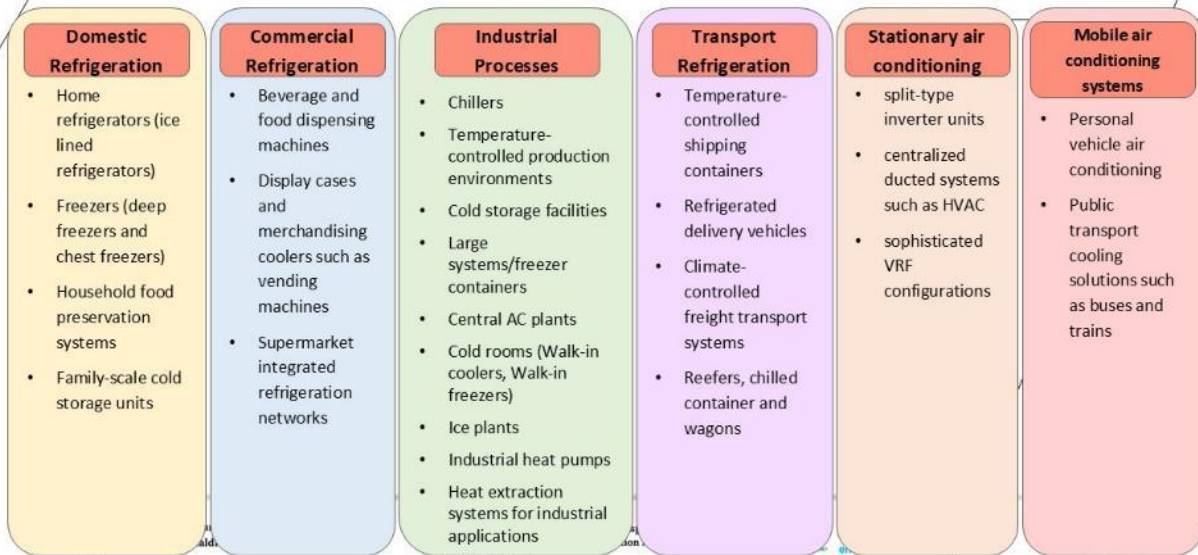 Domestic
Refrigeration
• Home
refrigerators (ice
lined
refrigerators)
• Freezers (deep
freezers and
chest freezers)
• Household food
preservation
systems
• Family-scale cold
storage units
Commercial
Refrigeration
• Beverage and
food dispensing
machines
• Display cases
and
merchandising
coolers such as
vending
machines
• Supermarket
integrated
refrigeration
networks
Industrial
Processes
• Chillers
• Temperature-
controlled production
environments
• Cold storage facilities
• Large
systems/freezer
containers
• Central AC plants
• Cold rooms (Walk-in
coolers, Walk-in
freezers)
• Ice plants
• Industrial heat pumps
• Heat extraction
systems for industrial
applications
Transport
Refrigeration
• Temperature-
controlled
shipping
containers
• Refrigerated
delivery vehicles
• Climate-
controlled
freight transport
systems
• Reefers, chilled
container and
wagons
Stationary air
conditioning
• split-type
inverter units
• centralized
ducted systems
such as HVAC
• sophisticated
VRF
configurations
Mobile air
conditioning
systems
• Personal
vehicle air
conditioning
• Public
transport
cooling
solutions such
as buses and
trains